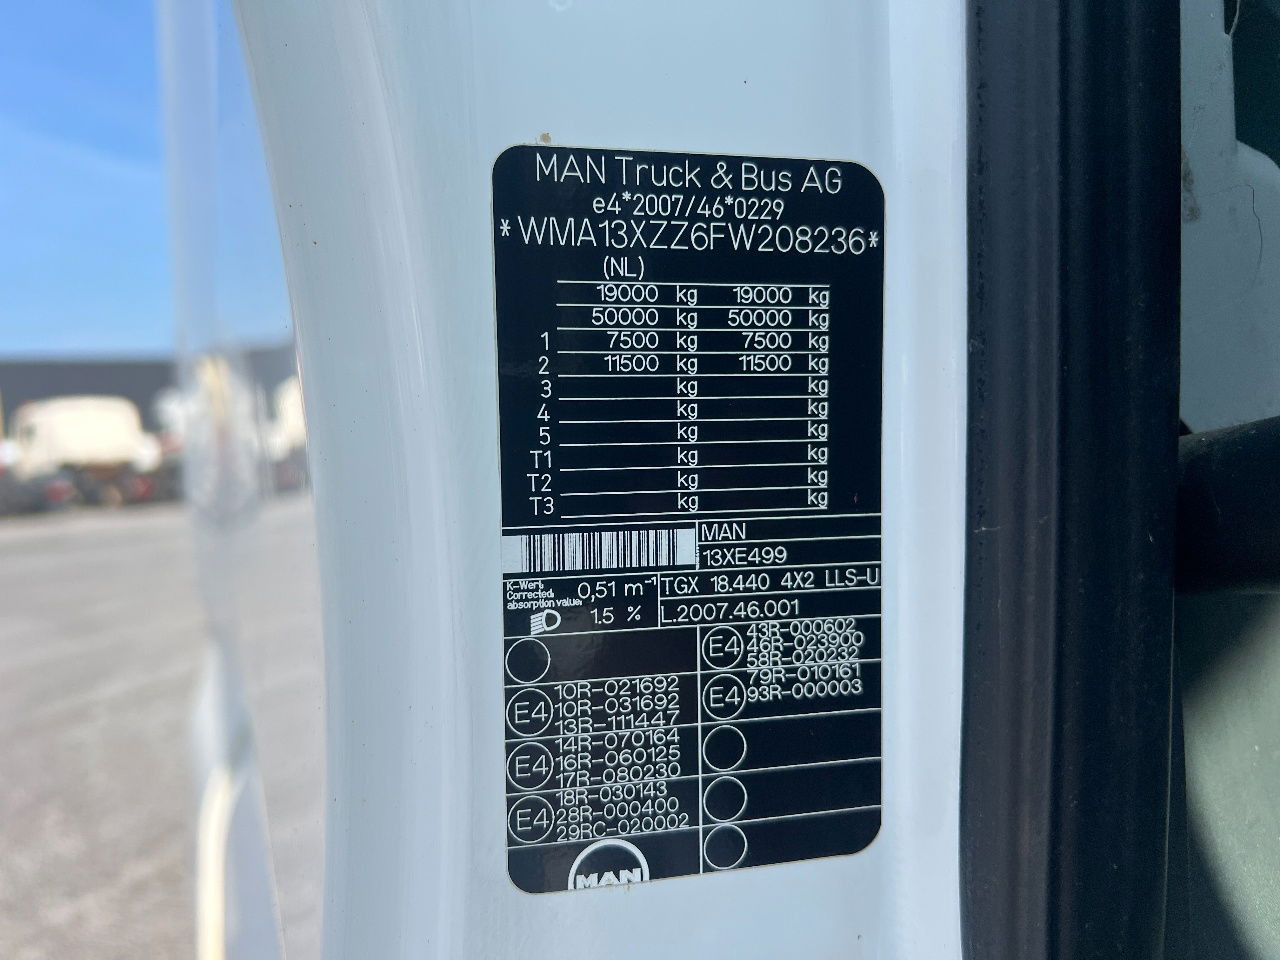 MAN Truck & Bus AG
e4*2007/46*0229
*WMA13XZZ6FW208236*
(NL)
19000 kg 19000 kg
50000 kg 50000 kg
1 7500 kg 7500 kg
2 11500 kg 11500 kg
3 kg kg
4 kg kg
5 kg kg
T1 kg kg
T2 kg kg
T3 kg kg
MAN
13XE499
K-Wert,
Corrected,
absorption value:
0,51 m⁻¹
TGX 18.440 4X2 LLS-U
1.5 %
L.2007.46.001
E4
10R-021692
10R-031692
13R-111447
E4
14R-070164
16R-060125
17R-080230
E4
18R-030143
28R-000400
29RC-020002
E4
43R-000602
46R-023900
58R-020232
E4
79R-010161
93R-000003
MAN